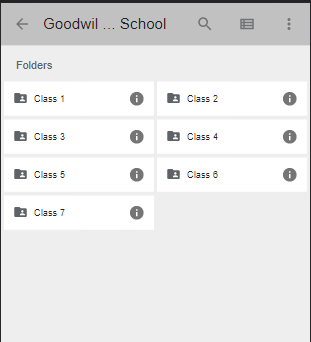 Goodwil ... School
Folders
Class 1
Class 2
Class 3
Class 4
Class 5
Class 6
Class 7